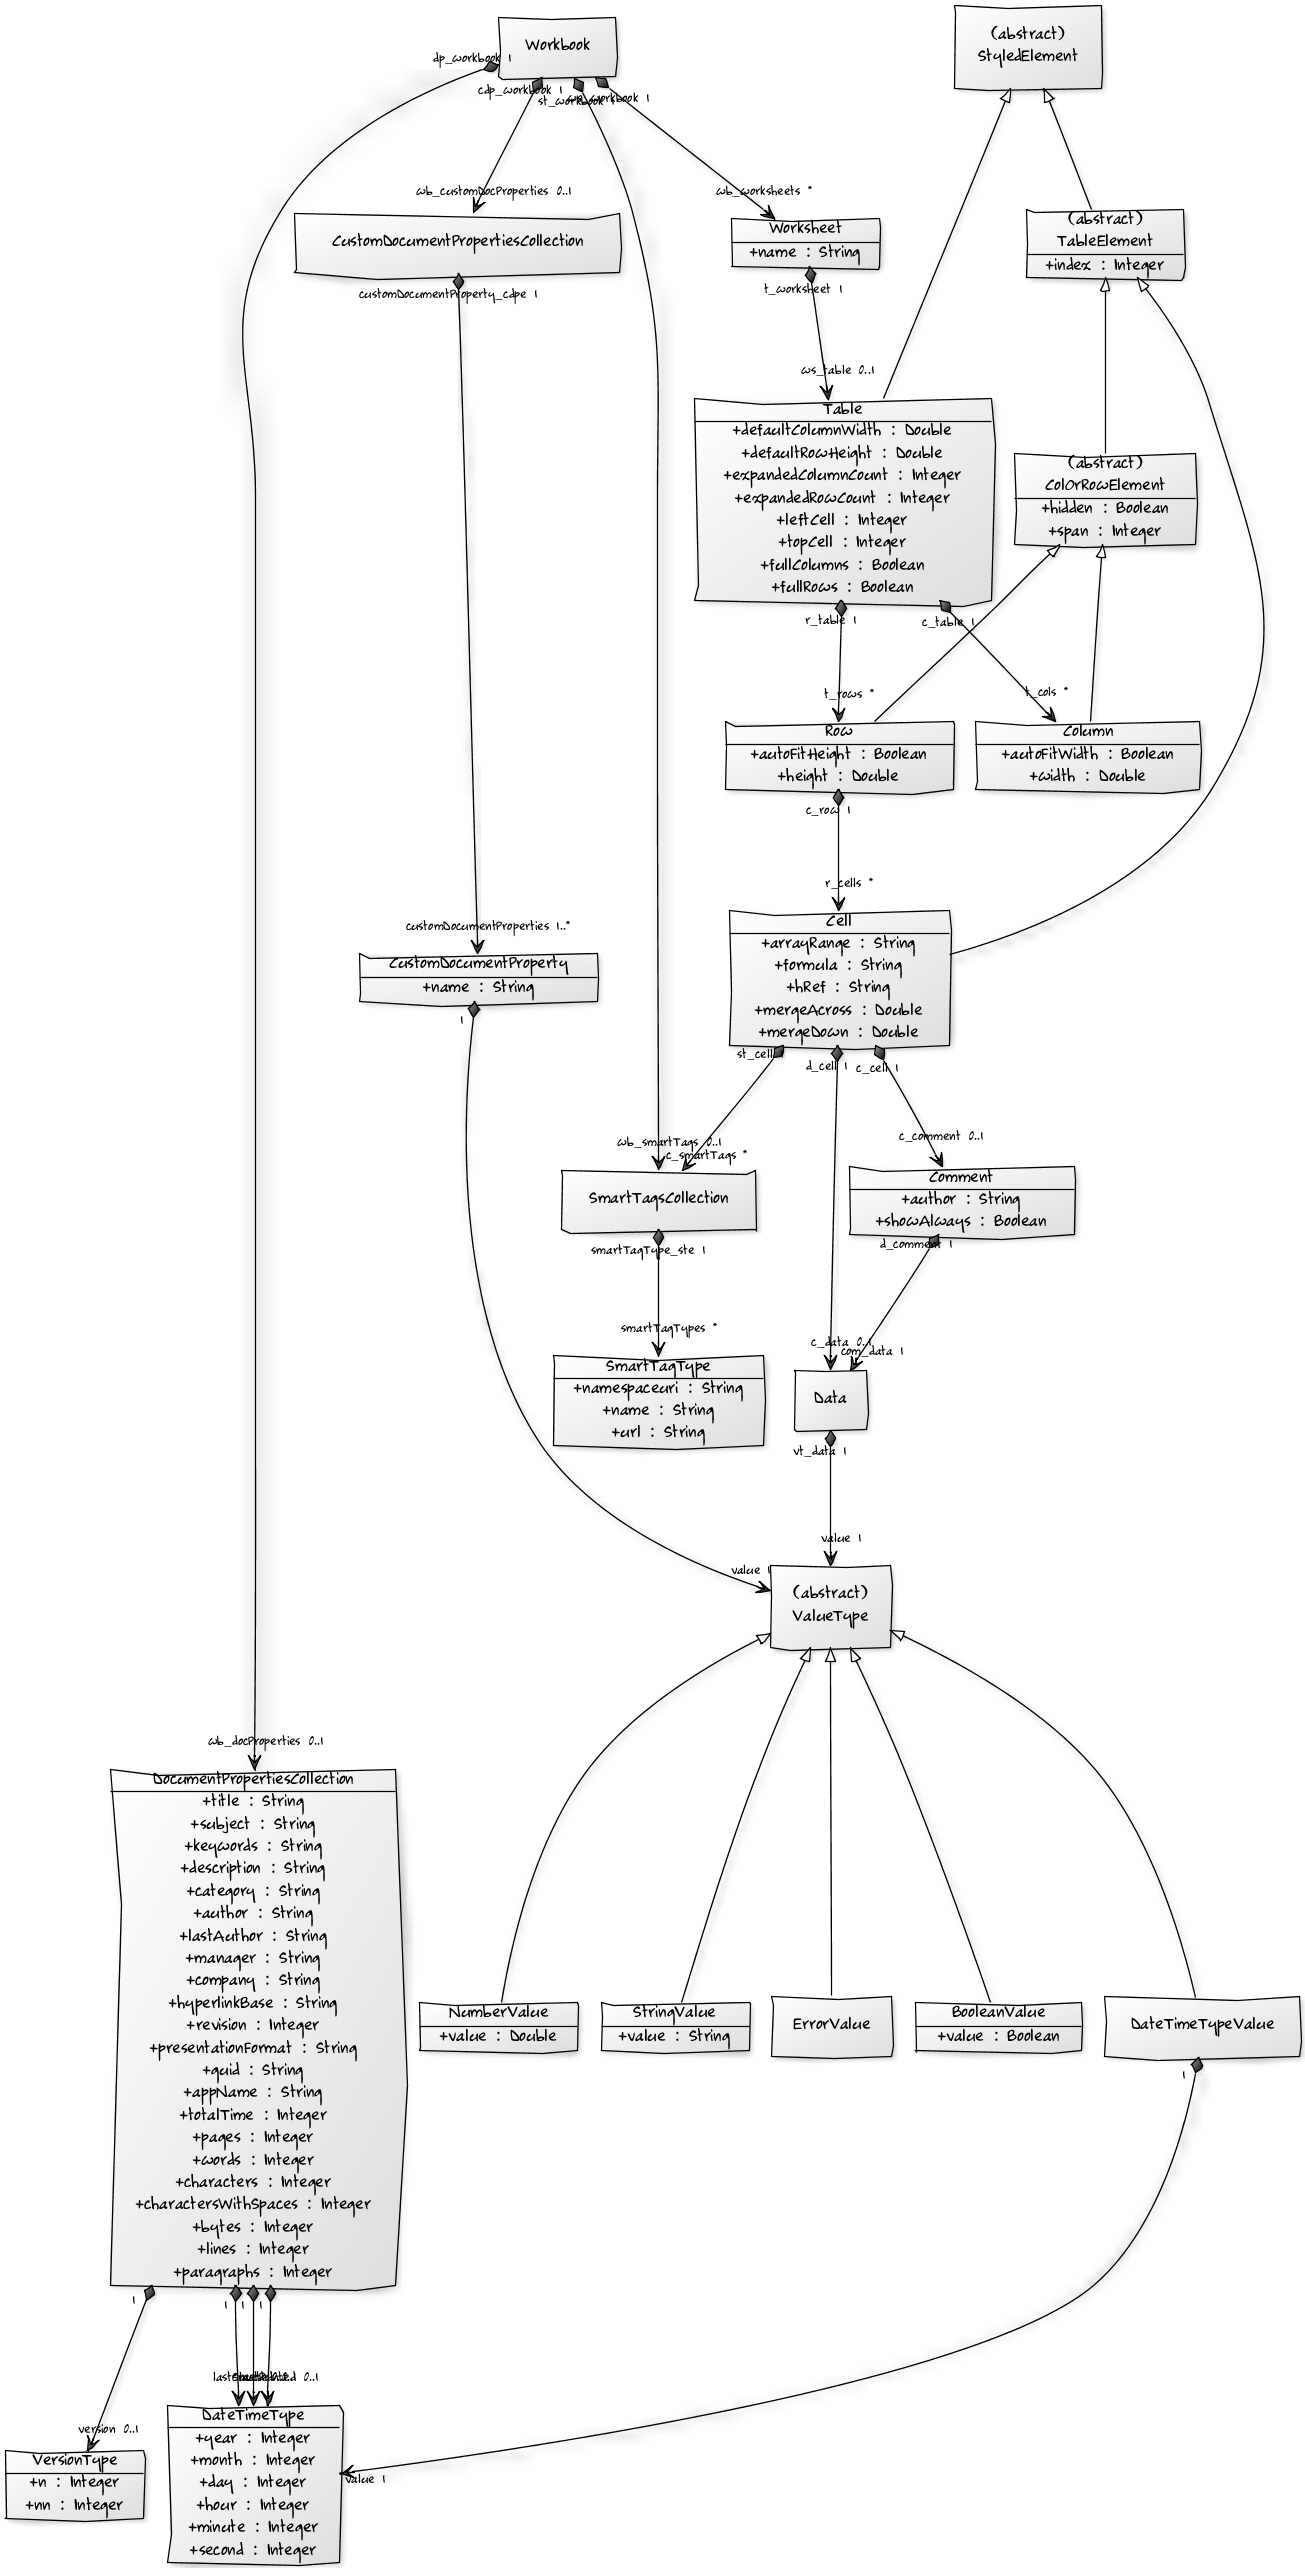 Workbook
(abstract)
StyledElement
dp_workbook 1
cdp_workbook 1
st_workbook 1
workbook 1
wb_customDocProperties 0..1
wb_worksheets *
CustomDocumentPropertiesCollection
Worksheet
+name : String
(abstract)
TableElement
+index : Integer
customDocumentProperty_cdpe 1
t_worksheet 1
ws_table 0..1
Table
+defaultColumnWidth : Double
+defaultRowHeight : Double
+expandedColumnCount : Integer
+expandedRowCount : Integer
+leftCell : Integer
+topCell : Integer
+fullColumns : Boolean
+fullRows : Boolean
(abstract)
ColOrRowElement
+hidden : Boolean
+span : Integer
r_table 1
c_table 1
t_rows *
t_cols *
Row
+autoFitHeight : Boolean
+height : Double
Column
+autoFitWidth : Boolean
+width : Double
c_row 1
r_cells *
Cell
+arrayRange : String
+formula : String
+hRef : String
+mergeAcross : Double
+mergeDown : Double
customDocumentProperties 1..*
CustomDocumentProperty
+name : String
1
st_cell
d_cell 1
c_cell 1
wb_smartTags 0..1
c_smartTags *
c_comment 0..1
SmartTagsCollection
Comment
+author : String
+showAlways : Boolean
smartTagType_ste 1
d_comment 1
smartTagTypes *
c_data 0..1
com_data 1
SmartTagType
+namespaceuri : String
+name : String
+url : String
Data
vt_data 1
value 1
value 1
(abstract)
ValueType
wb_docProperties 0..1
DocumentPropertiesCollection
+title : String
+subject : String
+keywords : String
+description : String
+category : String
+author : String
+lastAuthor : String
+manager : String
+company : String
+hyperlinkBase : String
+revision : Integer
+presentationFormat : String
+guid : String
+appName : String
+totalTime : Integer
+pages : Integer
+words : Integer
+characters : Integer
+charactersWithSpaces : Integer
+bytes : Integer
+lines : Integer
+paragraphs : Integer
NumberValue
+value : Double
StringValue
+value : String
ErrorValue
BooleanValue
+value : Boolean
DateTimeTypeValue
1
1
1
1
1
0..1
version 0..1
VersionType
+n : Integer
+nn : Integer
DateTimeType
+year : Integer
+month : Integer
+day : Integer
+hour : Integer
+minute : Integer
+second : Integer
value 1